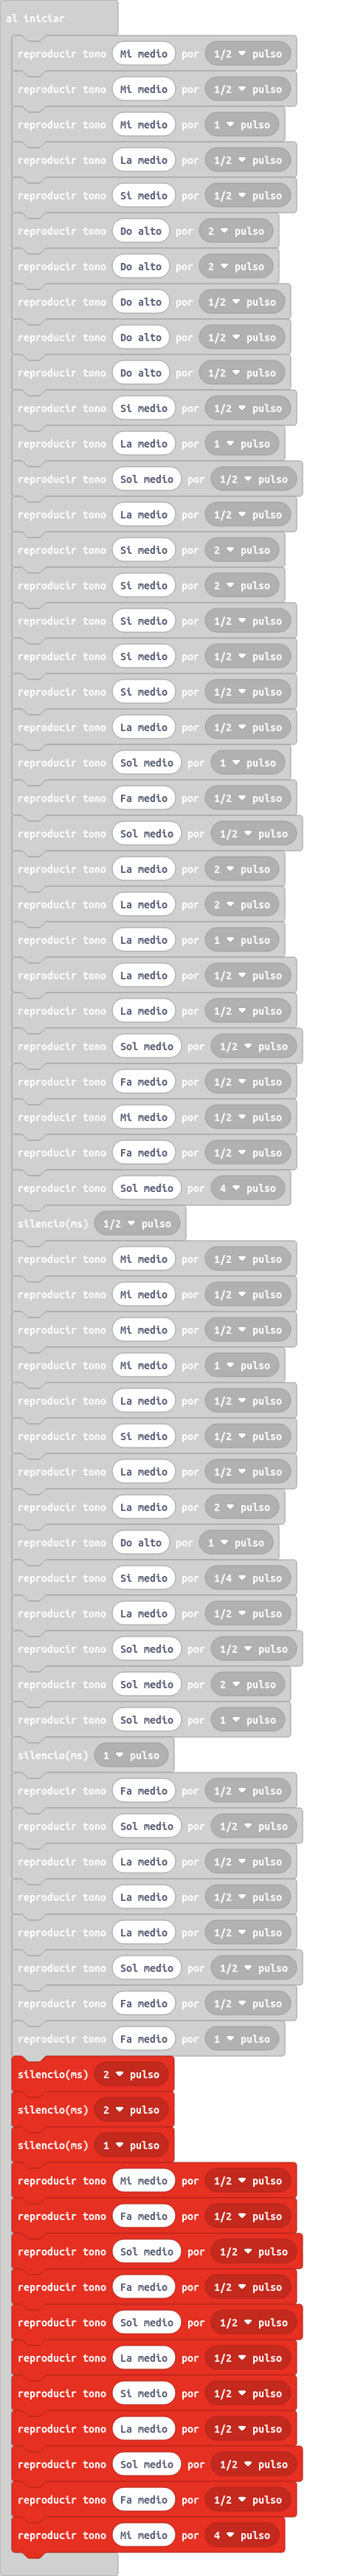 al iniciar
reproducir tono Mi medio por 1/2 pulso
reproducir tono Mi medio por 1/2 pulso
reproducir tono Mi medio por 1 pulso
reproducir tono La medio por 1/2 pulso
reproducir tono Si medio por 1/2 pulso
reproducir tono Do alto por 2 pulso
reproducir tono Do alto por 2 pulso
reproducir tono Do alto por 1/2 pulso
reproducir tono Do alto por 1/2 pulso
reproducir tono Do alto por 1/2 pulso
reproducir tono Si medio por 1/2 pulso
reproducir tono La medio por 1 pulso
reproducir tono Sol medio por 1/2 pulso
reproducir tono La medio por 1/2 pulso
reproducir tono Si medio por 2 pulso
reproducir tono Si medio por 2 pulso
reproducir tono Si medio por 1/2 pulso
reproducir tono Si medio por 1/2 pulso
reproducir tono Si medio por 1/2 pulso
reproducir tono La medio por 1/2 pulso
reproducir tono Sol medio por 1 pulso
reproducir tono Fa medio por 1/2 pulso
reproducir tono Sol medio por 1/2 pulso
reproducir tono La medio por 2 pulso
reproducir tono La medio por 2 pulso
reproducir tono La medio por 1 pulso
reproducir tono La medio por 1/2 pulso
reproducir tono La medio por 1/2 pulso
reproducir tono Sol medio por 1/2 pulso
reproducir tono Fa medio por 1/2 pulso
reproducir tono Mi medio por 1/2 pulso
reproducir tono Fa medio por 1/2 pulso
reproducir tono Sol medio por 4 pulso
silencio(ms) 1/2 pulso
reproducir tono Mi medio por 1/2 pulso
reproducir tono Mi medio por 1/2 pulso
reproducir tono Mi medio por 1/2 pulso
reproducir tono Mi medio por 1 pulso
reproducir tono La medio por 1/2 pulso
reproducir tono Si medio por 1/2 pulso
reproducir tono La medio por 1/2 pulso
reproducir tono La medio por 2 pulso
reproducir tono Do alto por 1 pulso
reproducir tono Si medio por 1/4 pulso
reproducir tono La medio por 1/2 pulso
reproducir tono Sol medio por 1/2 pulso
reproducir tono Sol medio por 2 pulso
reproducir tono Sol medio por 1 pulso
silencio(ms) 1 pulso
reproducir tono Fa medio por 1/2 pulso
reproducir tono Sol medio por 1/2 pulso
reproducir tono La medio por 1/2 pulso
reproducir tono La medio por 1/2 pulso
reproducir tono La medio por 1/2 pulso
reproducir tono Sol medio por 1/2 pulso
reproducir tono Fa medio por 1/2 pulso
reproducir tono Fa medio por 1 pulso
silencio(ms) 2 pulso
silencio(ms) 2 pulso
silencio(ms) 1 pulso
reproducir tono Mi medio por 1/2 pulso
reproducir tono Fa medio por 1/2 pulso
reproducir tono Sol medio por 1/2 pulso
reproducir tono Fa medio por 1/2 pulso
reproducir tono Sol medio por 1/2 pulso
reproducir tono La medio por 1/2 pulso
reproducir tono Si medio por 1/2 pulso
reproducir tono La medio por 1/2 pulso
reproducir tono Sol medio por 1/2 pulso
reproducir tono Fa medio por 1/2 pulso
reproducir tono Mi medio por 4 pulso